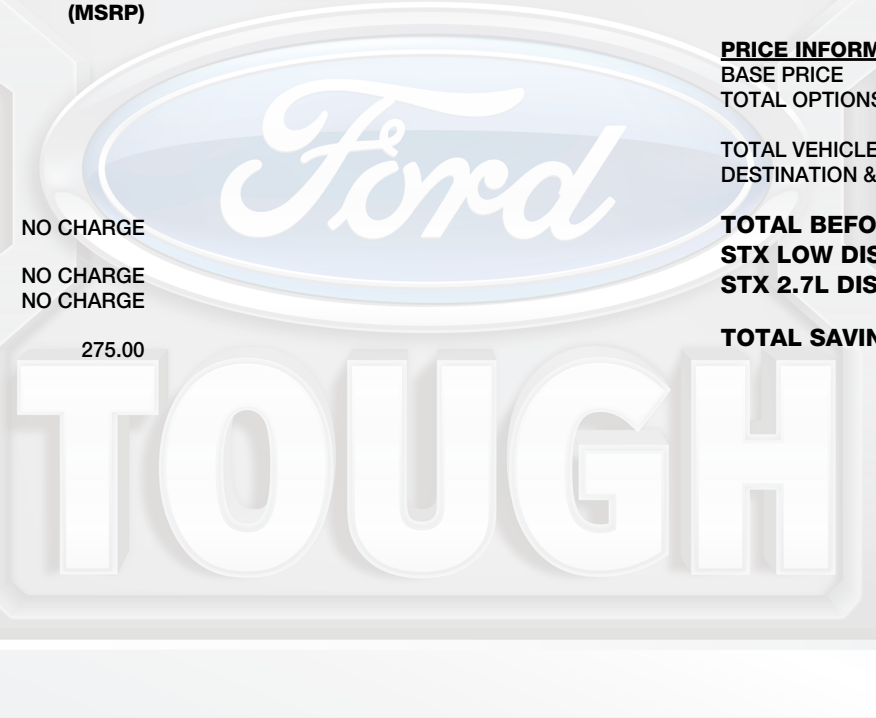 (MSRP)
NO CHARGE
NO CHARGE
NO CHARGE
275.00
PRICE INFORM
BASE PRICE
TOTAL OPTIONS
TOTAL VEHICLE
DESTINATION &
TOTAL BEFO
STX LOW DIS
STX 2.7L DIS
TOTAL SAVIN
Ford
TOUGH